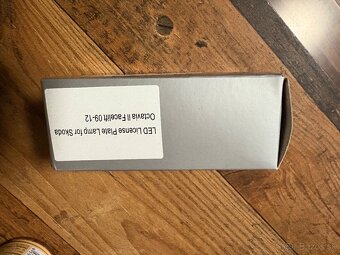 LED License Plate Lamp for Skoda
Octavia II Facelift 09-12